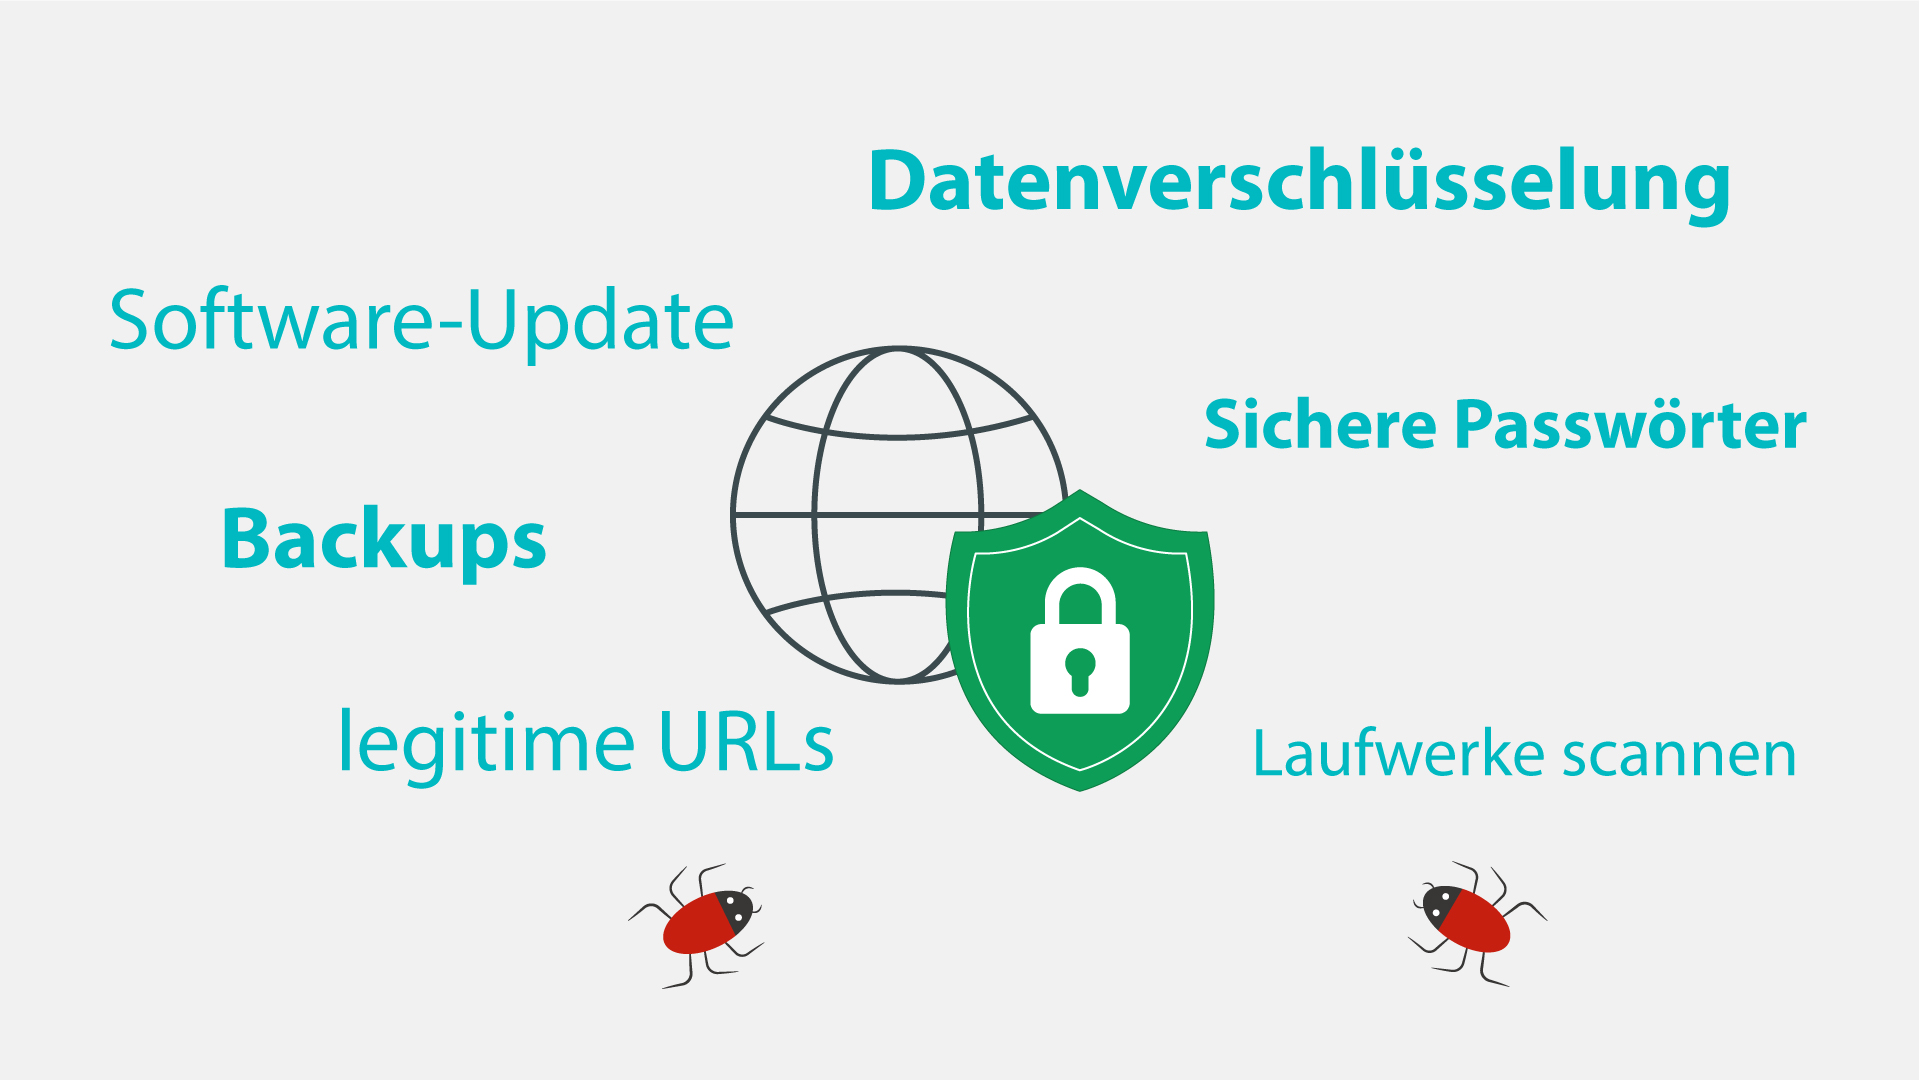 Datenverschlüsselung
Software-Update
Sichere Passwörter
Backups
legitime URLs
Laufwerke scannen